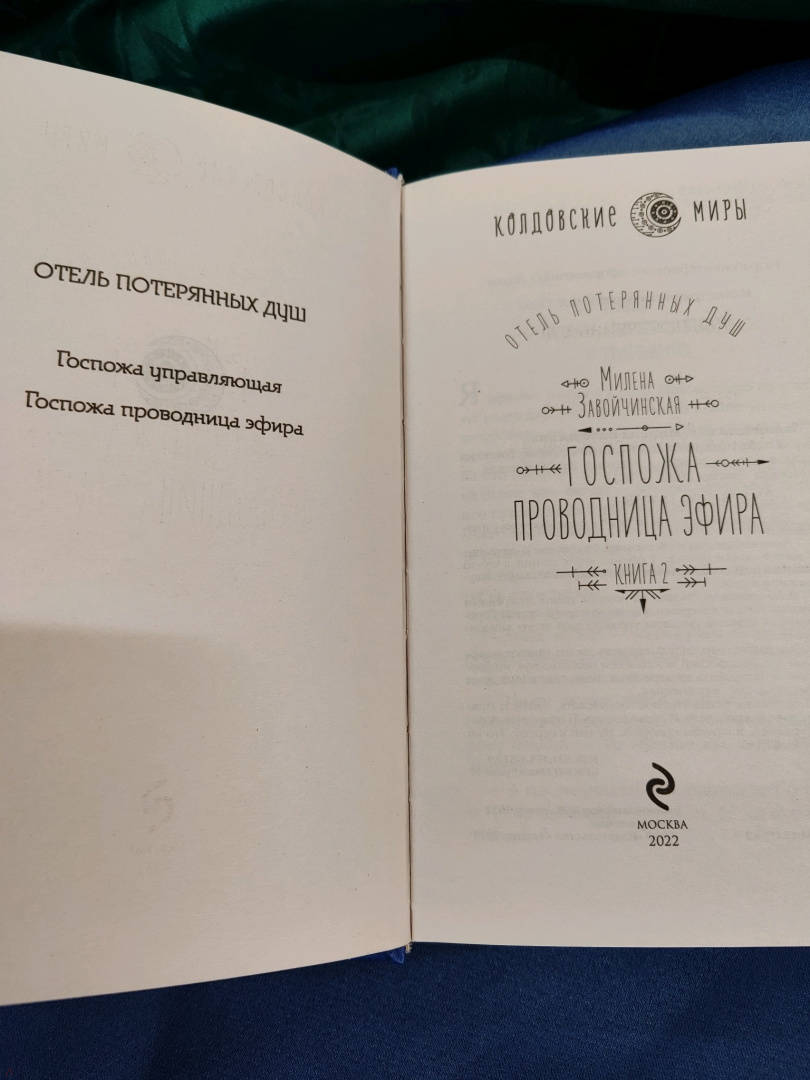 ОТЕЛЬ ПОТЕРЯННЫХ ДУШ
Госпожа управляющая
Госпожа проводница эфира
КОЛДОВСКИЕ МИРЫ
ОТЕЛЬ ПОТЕРЯННЫХ ДУШ
МИЛЕНА
ЗАВОЙЧИНСКАЯ
ГОСПОЖА
ПРОВОДНИЦА ЭФИРА
КНИГА 2
МОСКВА
2022